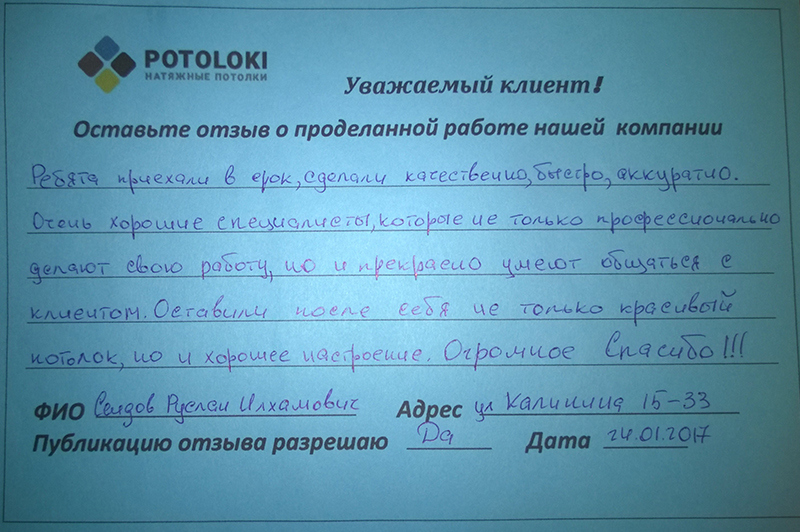 POTOLOKI
НАТЯЖНЫЕ ПОТОЛКИ
Уважаемый клиент!
Оставьте отзыв о проделанной работе нашей компании
Ребята приехали в срок, сделали качественно, быстро, аккуратно.
Очень хорошие специалисты, которые не только профессионально
делают свою работу, но и прекрасно умеют общаться с
клиентом. Оставили после себя не только красивый
потолок, но и хорошее настроение. Огромное Спасибо!!!
ФИО Саидов Руслан Илхамович Адрес ул Калинина 15-33
Публикацию отзыва разрешаю Да Дата 24.01.2017